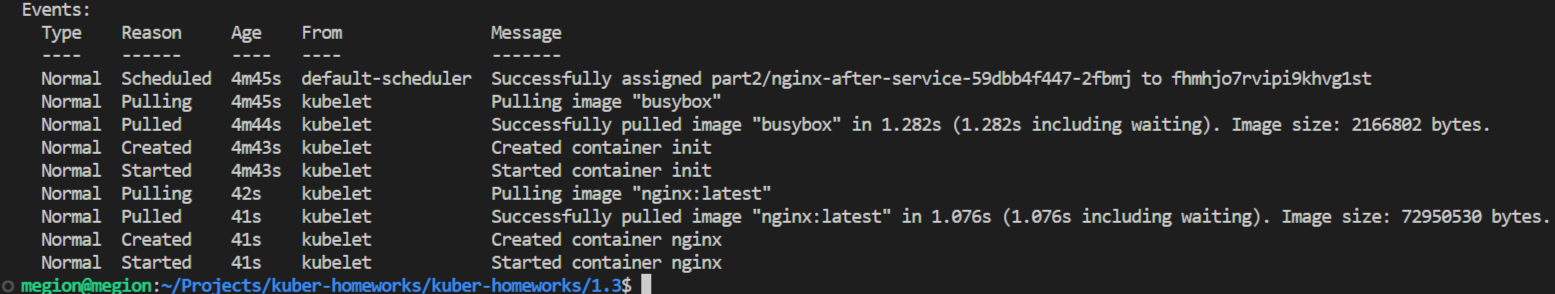 Events:
Type Reason Age From Message
---- ------ ---- ---- -------
Normal Scheduled 4m45s default-scheduler Successfully assigned part2/nginx-after-service-59dbb4f447-2fbmj to fhmhjo7rvipi9khvg1st
Normal Pulling 4m45s kubelet Pulling image "busybox"
Normal Pulled 4m44s kubelet Successfully pulled image "busybox" in 1.282s (1.282s including waiting). Image size: 2166802 bytes.
Normal Created 4m43s kubelet Created container init
Normal Started 4m43s kubelet Started container init
Normal Pulling 42s kubelet Pulling image "nginx:latest"
Normal Pulled 41s kubelet Successfully pulled image "nginx:latest" in 1.076s (1.076s including waiting). Image size: 72950530 bytes.
Normal Created 41s kubelet Created container nginx
Normal Started 41s kubelet Started container nginx
megion@megion:~/Projects/kuber-homeworks/kuber-homeworks/1.3$